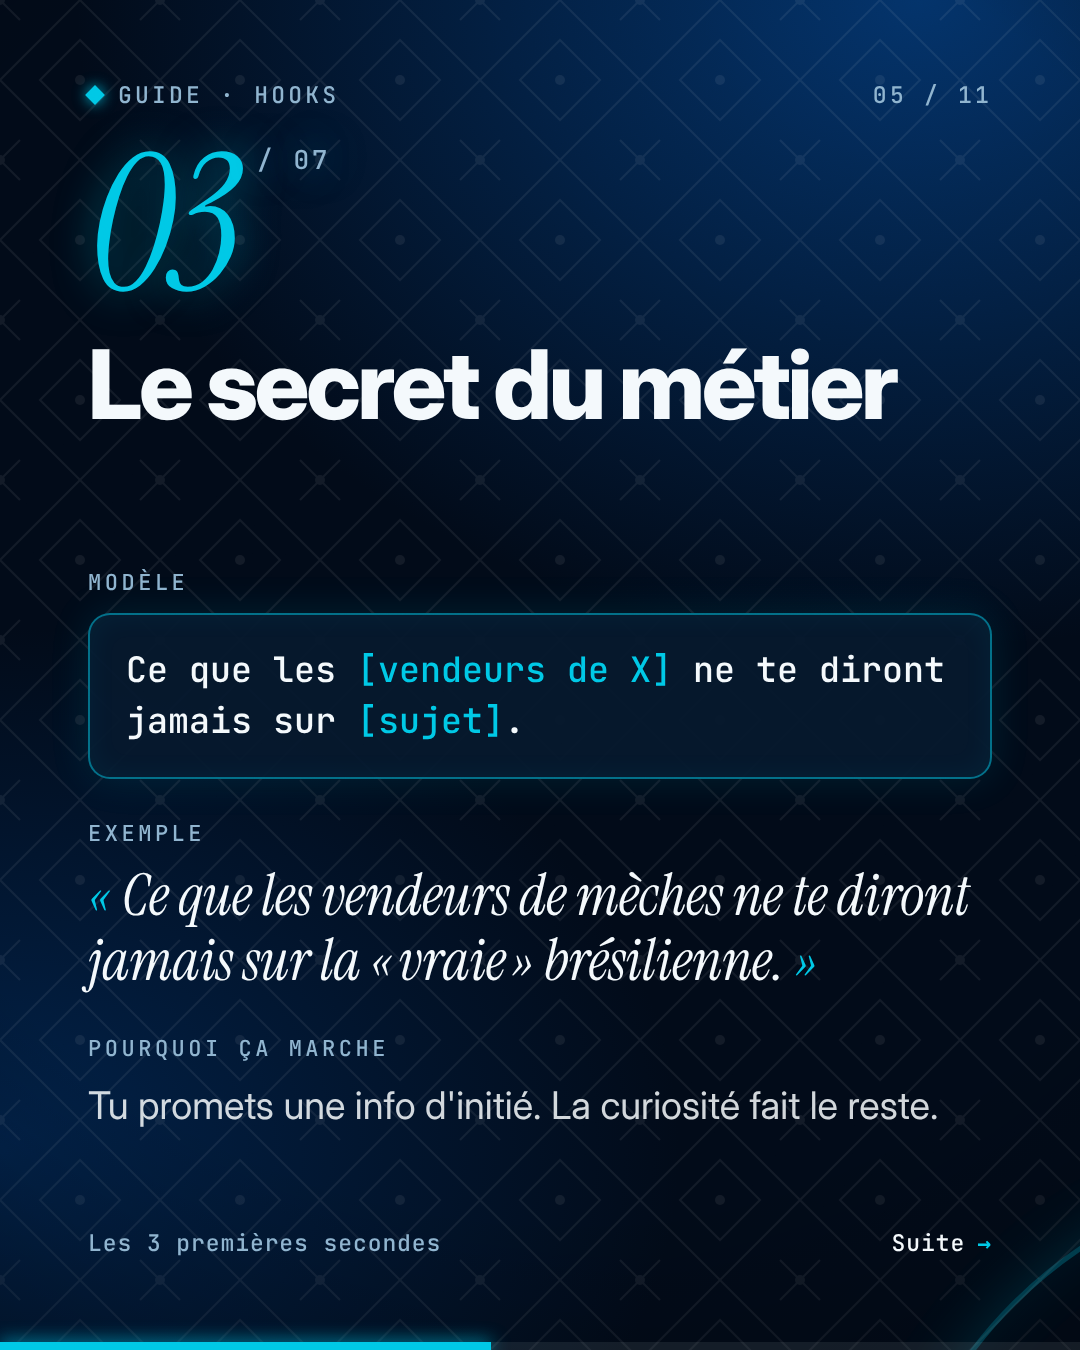 GUIDE · HOOKS
05 / 11
03 / 07
Le secret du métier
MODÈLE
Ce que les [vendeurs de X] ne te diront
jamais sur [sujet].
EXEMPLE
« Ce que les vendeurs de mèches ne te diront
jamais sur la « vraie » brésilienne. »
POURQUOI ÇA MARCHE
Tu promets une info d'initié. La curiosité fait le reste.
Les 3 premières secondes
Suite →